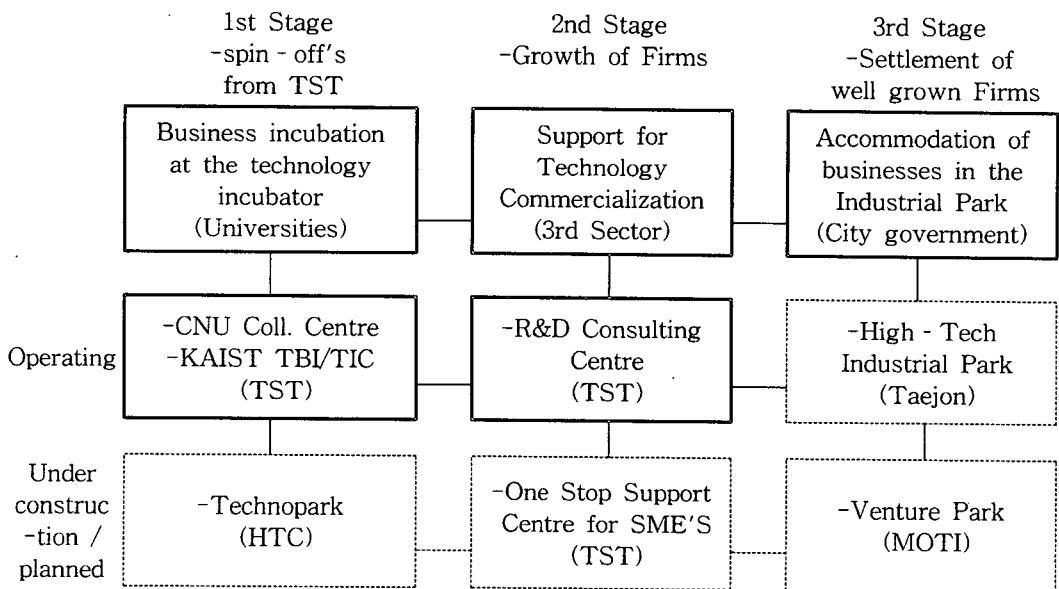 1st Stage
-spin-off's
from TST
2nd Stage
-Growth of Firms
3rd Stage
-Settlement of
well grown Firms
Business incubation
at the technology
incubator
(Universities)
Support for
Technology
Commercialization
(3rd Sector)
Accommodation of
businesses in the
Industrial Park
(City government)
Operating
-CNU Coll. Centre
-KAIST TBI/TIC
(TST)
-R&D Consulting
Centre
(TST)
-High-Tech
Industrial Park
(Taejon)
Under
construc
-tion /
planned
-Technopark
(HTC)
-One Stop Support
Centre for SME'S
(TST)
-Venture Park
(MOTI)